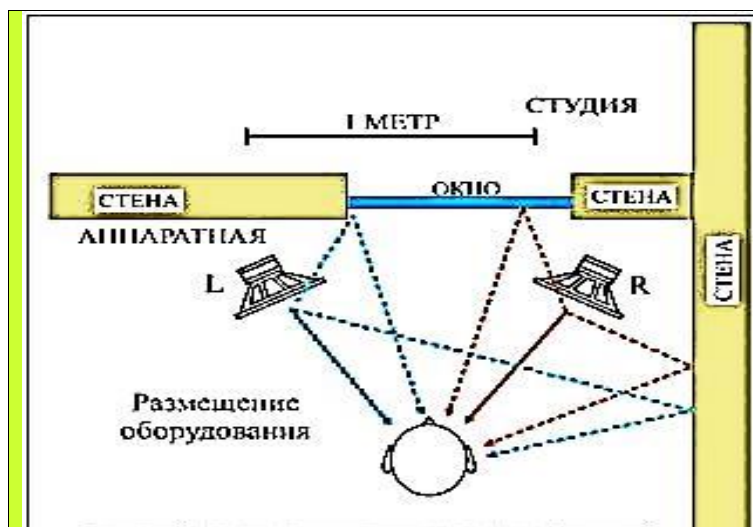 СТУДИЯ
1 МЕТР
ОКНО
СТЕНА
СТЕНА
АППАРАТНАЯ
СТЕНА
L
R
Размещение
оборудования